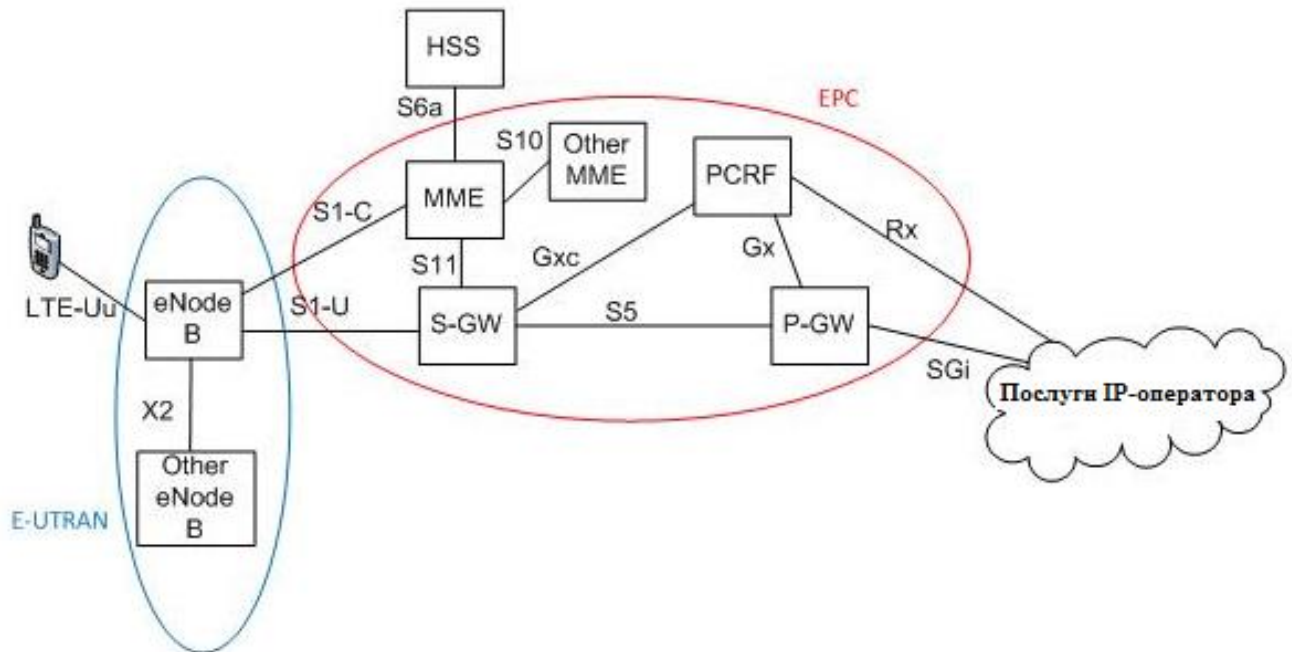 HSS
S6a
EPC
S10
Other
MME
PCRF
MME
S1-C
Rx
S11
Gxc
Gx
LTE-Uu
eNode
B
S1-U
S-GW
S5
P-GW
SGi
Послуги IP-оператора
X2
Other
eNode
B
E-UTRAN